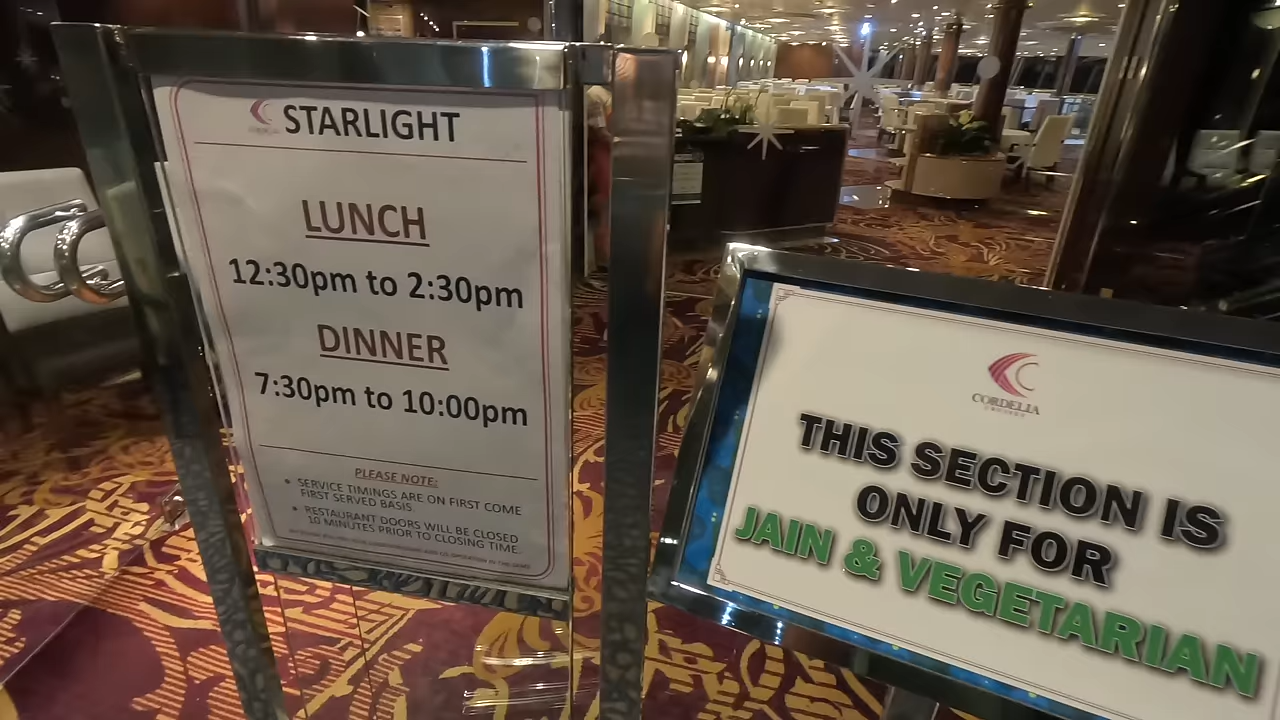 STARLIGHT
LUNCH
12:30pm to 2:30pm
DINNER
7:30pm to 10:00pm
PLEASE NOTE:
• SERVICE TIMINGS ARE ON FIRST COME
FIRST SERVED BASIS.
• RESTAURANT DOORS WILL BE CLOSED
10 MINUTES PRIOR TO CLOSING TIME.
CORDELIA
THIS SECTION IS
ONLY FOR
JAIN & VEGETARIAN